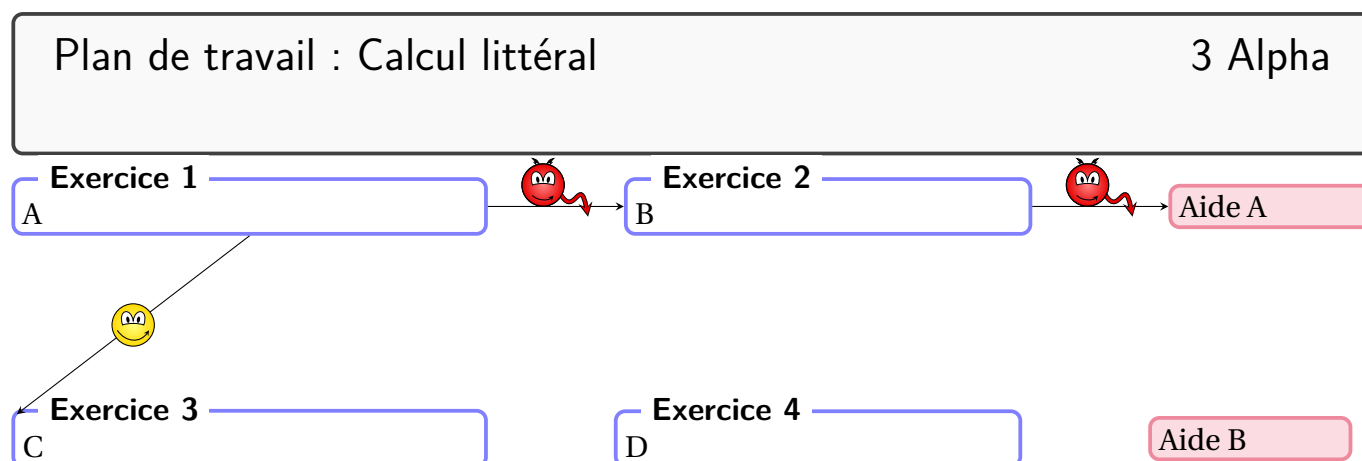 Plan de travail : Calcul littéral 3 Alpha
Exercice 1 Exercice 2
A B Aide A
Exercice 3 Exercice 4
C D Aide B